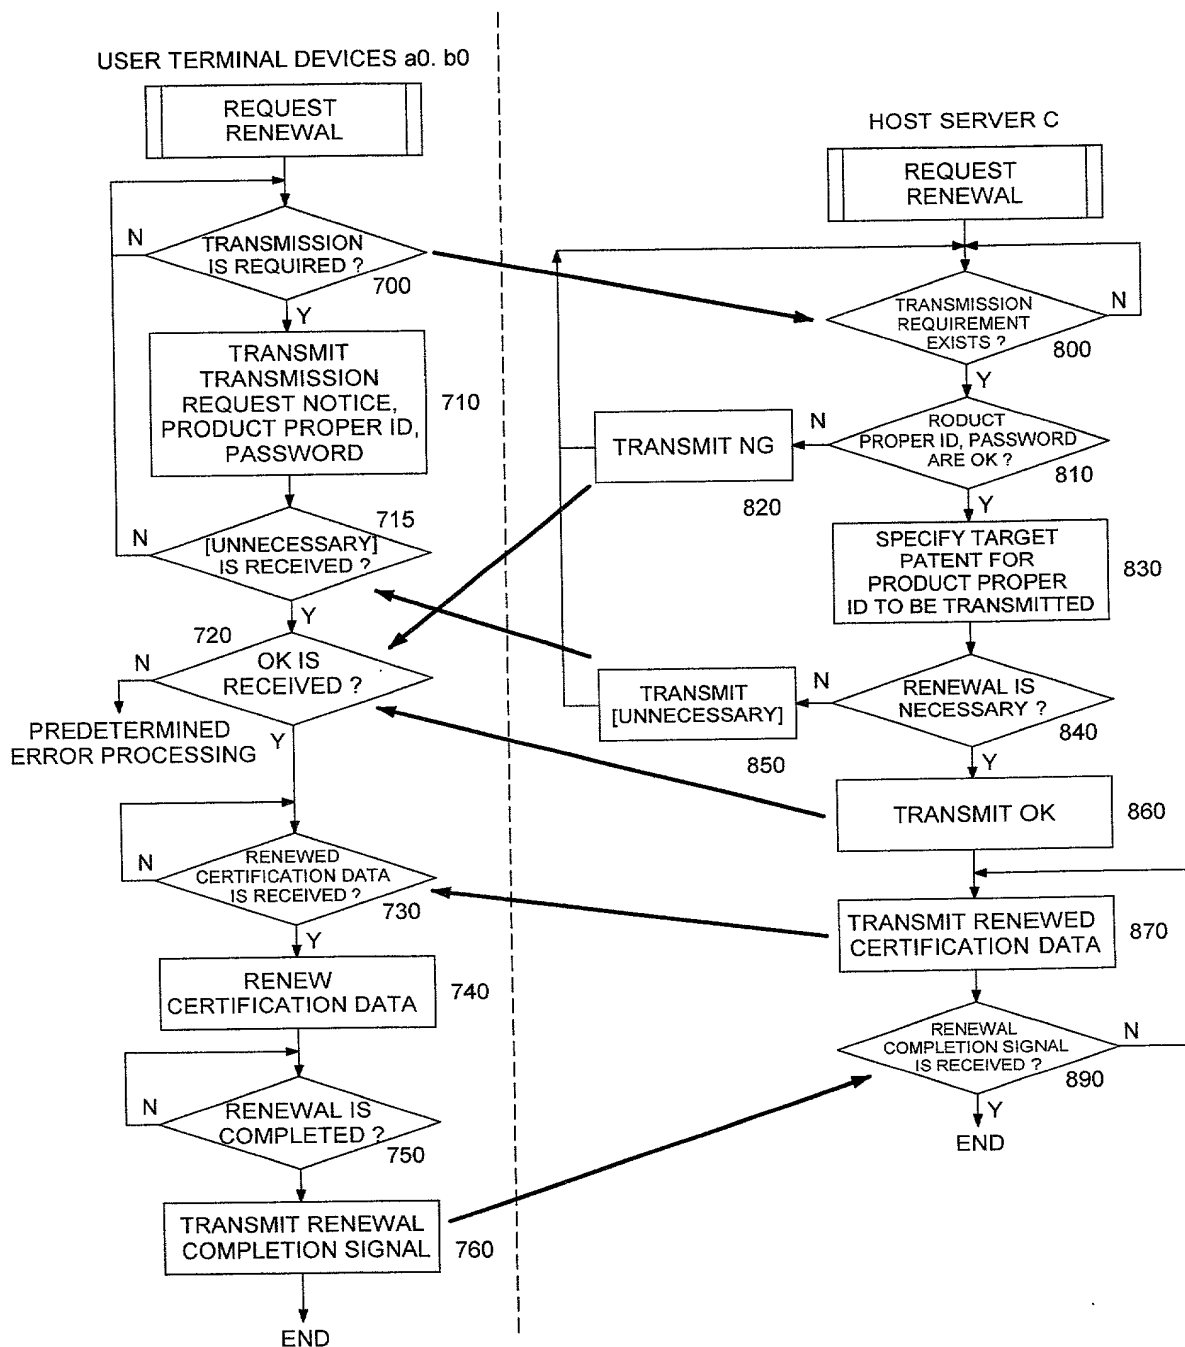 USER TERMINAL DEVICES a0. b0
REQUEST
RENEWAL
N
TRANSMISSION
IS REQUIRED ?
700
Y
TRANSMIT
TRANSMISSION
REQUEST NOTICE,
PRODUCT PROPER ID,
PASSWORD
710
715
N
[UNNECESSARY]
IS RECEIVED ?
Y
720
N
OK IS
RECEIVED ?
PREDETERMINED
ERROR PROCESSING
Y
N
RENEWED
CERTIFICATION DATA
IS RECEIVED ?
730
Y
RENEW
CERTIFICATION DATA
740
N
RENEWAL IS
COMPLETED ?
750
TRANSMIT RENEWAL
COMPLETION SIGNAL
760
END
HOST SERVER C
REQUEST
RENEWAL
TRANSMISSION
REQUIREMENT
EXISTS ?
N
800
Y
RODUCT
PROPER ID, PASSWORD
ARE OK ?
N
810
TRANSMIT NG
820
Y
SPECIFY TARGET
PATENT FOR
PRODUCT PROPER
ID TO BE TRANSMITTED
830
RENEWAL IS
NECESSARY ?
N
840
TRANSMIT
[UNNECESSARY]
850
Y
TRANSMIT OK
860
TRANSMIT RENEWED
CERTIFICATION DATA
870
RENEWAL
COMPLETION SIGNAL
IS RECEIVED ?
N
890
Y
END